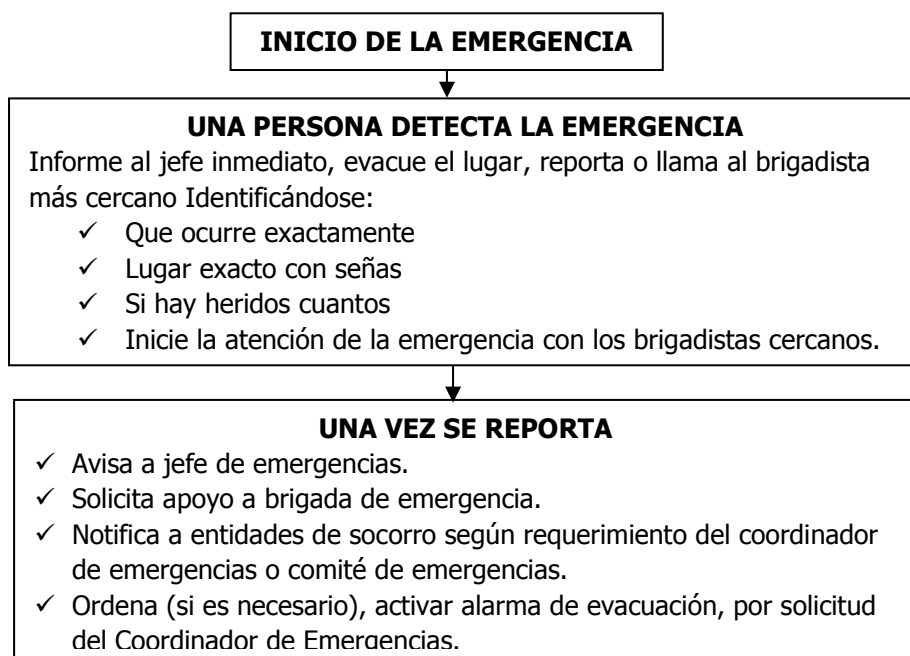 INICIO DE LA EMERGENCIA
UNA PERSONA DETECTA LA EMERGENCIA
Informe al jefe inmediato, evacue el lugar, reporta o llama al brigadista
más cercano Identificándose:
✓ Que ocurre exactamente
✓ Lugar exacto con señas
✓ Si hay heridos cuantos
✓ Inicie la atención de la emergencia con los brigadistas cercanos.
UNA VEZ SE REPORTA
✓ Avisa a jefe de emergencias.
✓ Solicita apoyo a brigada de emergencia.
✓ Notifica a entidades de socorro según requerimiento del coordinador
de emergencias o comité de emergencias.
✓ Ordena (si es necesario), activar alarma de evacuación, por solicitud
del Coordinador de Emergencias.